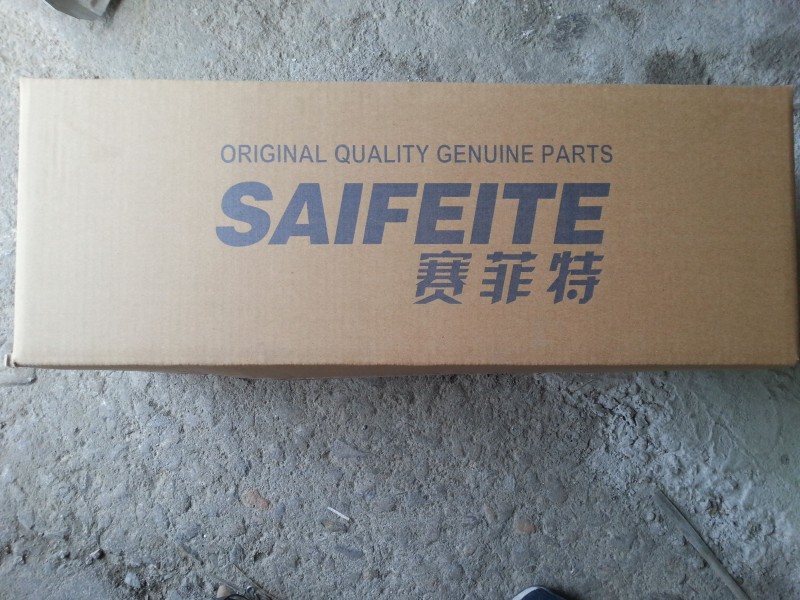 ORIGINAL QUALITY GENUINE PARTS
SAIFEITE
赛菲特